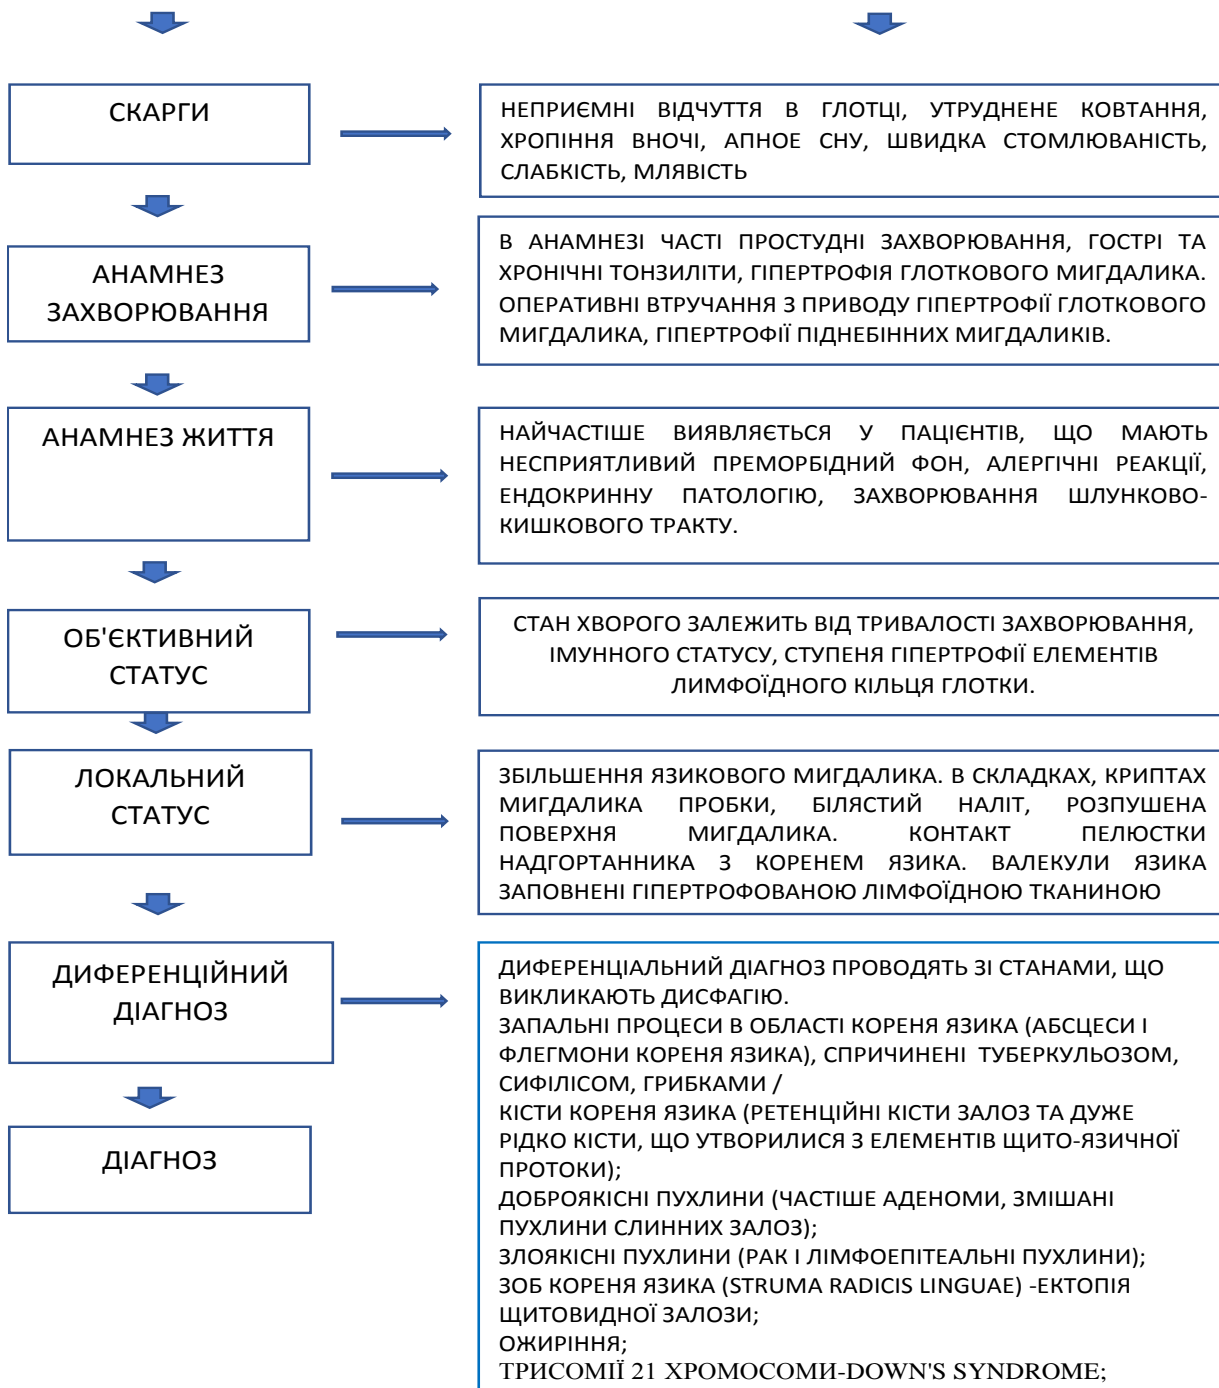 СКАРГИ
НЕПРИЄМНІ ВІДЧУТТЯ В ГЛОТЦІ, УТРУДНЕНЕ КОВТАННЯ,
ХРОПІННЯ ВНОЧІ, АПНОЕ СНУ, ШВИДКА СТОМЛЮВАНІСТЬ,
СЛАБКІСТЬ, МЛЯВІСТЬ
АНАМНЕЗ
ЗАХВОРЮВАННЯ
В АНАМНЕЗІ ЧАСТІ ПРОСТУДНІ ЗАХВОРЮВАННЯ, ГОСТРІ ТА
ХРОНІЧНІ ТОНЗИЛІТИ, ГІПЕРТРОФІЯ ГЛОТКОВОГО МИГДАЛИКА.
ОПЕРАТИВНІ ВТРУЧАННЯ З ПРИВОДУ ГІПЕРТРОФІЇ ГЛОТКОВОГО
МИГДАЛИКА, ГІПЕРТРОФІЇ ПІДНЕБІННИХ МИГДАЛИКІВ.
АНАМНЕЗ ЖИТТЯ
НАЙЧАСТІШЕ ВИЯВЛЯЄТЬСЯ У ПАЦІЄНТІВ, ЩО МАЮТЬ
НЕСПРИЯТЛИВИЙ ПРЕМОРБІДНИЙ ФОН, АЛЕРГІЧНІ РЕАКЦІЇ,
ЕНДОКРИННУ ПАТОЛОГІЮ, ЗАХВОРЮВАННЯ ШЛУНКОВО-
КИШКОВОГО ТРАКТУ.
ОБ'ЄКТИВНИЙ
СТАТУС
СТАН ХВОРОГО ЗАЛЕЖИТЬ ВІД ТРИВАЛОСТІ ЗАХВОРЮВАННЯ,
ІМУННОГО СТАТУСУ, СТУПЕНЯ ГІПЕРТРОФІЇ ЕЛЕМЕНТІВ
ЛИМФОЇДНОГО КІЛЬЦЯ ГЛОТКИ.
ЛОКАЛЬНИЙ
СТАТУС
ЗБІЛЬШЕННЯ ЯЗИКОВОГО МИГДАЛИКА. В СКЛАДКАХ, КРИПТАХ
МИГДАЛИКА ПРОБКИ, БІЛЯСТИЙ НАЛІТ, РОЗПУШЕНА
ПОВЕРХНЯ МИГДАЛИКА. КОНТАКТ ПЕЛЮСТКИ
НАДГОРТАННИКА З КОРЕНЕМ ЯЗИКА. ВАЛЕКУЛИ ЯЗИКА
ЗАПОВНЕНІ ГІПЕРТРОФОВАНОЮ ЛІМФОЇДНОЮ ТКАНИНОЮ
ДИФЕРЕНЦІЙНИЙ
ДІАГНОЗ
ДИФЕРЕНЦІАЛЬНИЙ ДІАГНОЗ ПРОВОДЯТЬ ЗІ СТАНАМИ, ЩО
ВИКЛИКАЮТЬ ДИСФАГІЮ.
ЗАПАЛЬНІ ПРОЦЕСИ В ОБЛАСТІ КОРЕНЯ ЯЗИКА (АБСЦЕСИ І
ФЛЕГМОНИ КОРЕНЯ ЯЗИКА), СПРИЧИНЕНІ ТУБЕРКУЛЬОЗОМ,
СИФІЛІСОМ, ГРИБКАМИ /
КІСТИ КОРЕНЯ ЯЗИКА (РЕТЕНЦІЙНІ КІСТИ ЗАЛОЗ ТА ДУЖЕ
РІДКО КІСТИ, ЩО УТВОРИЛИСЯ З ЕЛЕМЕНТІВ ЩИТО-ЯЗИЧНОЇ
ПРОТОКИ);
ДОБРОЯКІСНІ ПУХЛИНИ (ЧАСТІШЕ АДЕНОМИ, ЗМІШАНІ
ПУХЛИНИ СЛИННИХ ЗАЛОЗ);
ЗЛОЯКІСНІ ПУХЛИНИ (РАК І ЛІМФОЕПІТЕАЛЬНІ ПУХЛИНИ);
ЗОБ КОРЕНЯ ЯЗИКА (STRUMA RADICIS LINGUAE) -ЕКТОПІЯ
ЩИТОВИДНОЇ ЗАЛОЗИ;
ОЖИРІННЯ;
ТРИСОМІЇ 21 ХРОМОСОМИ-DOWN'S SYNDROME;
ДІАГНОЗ